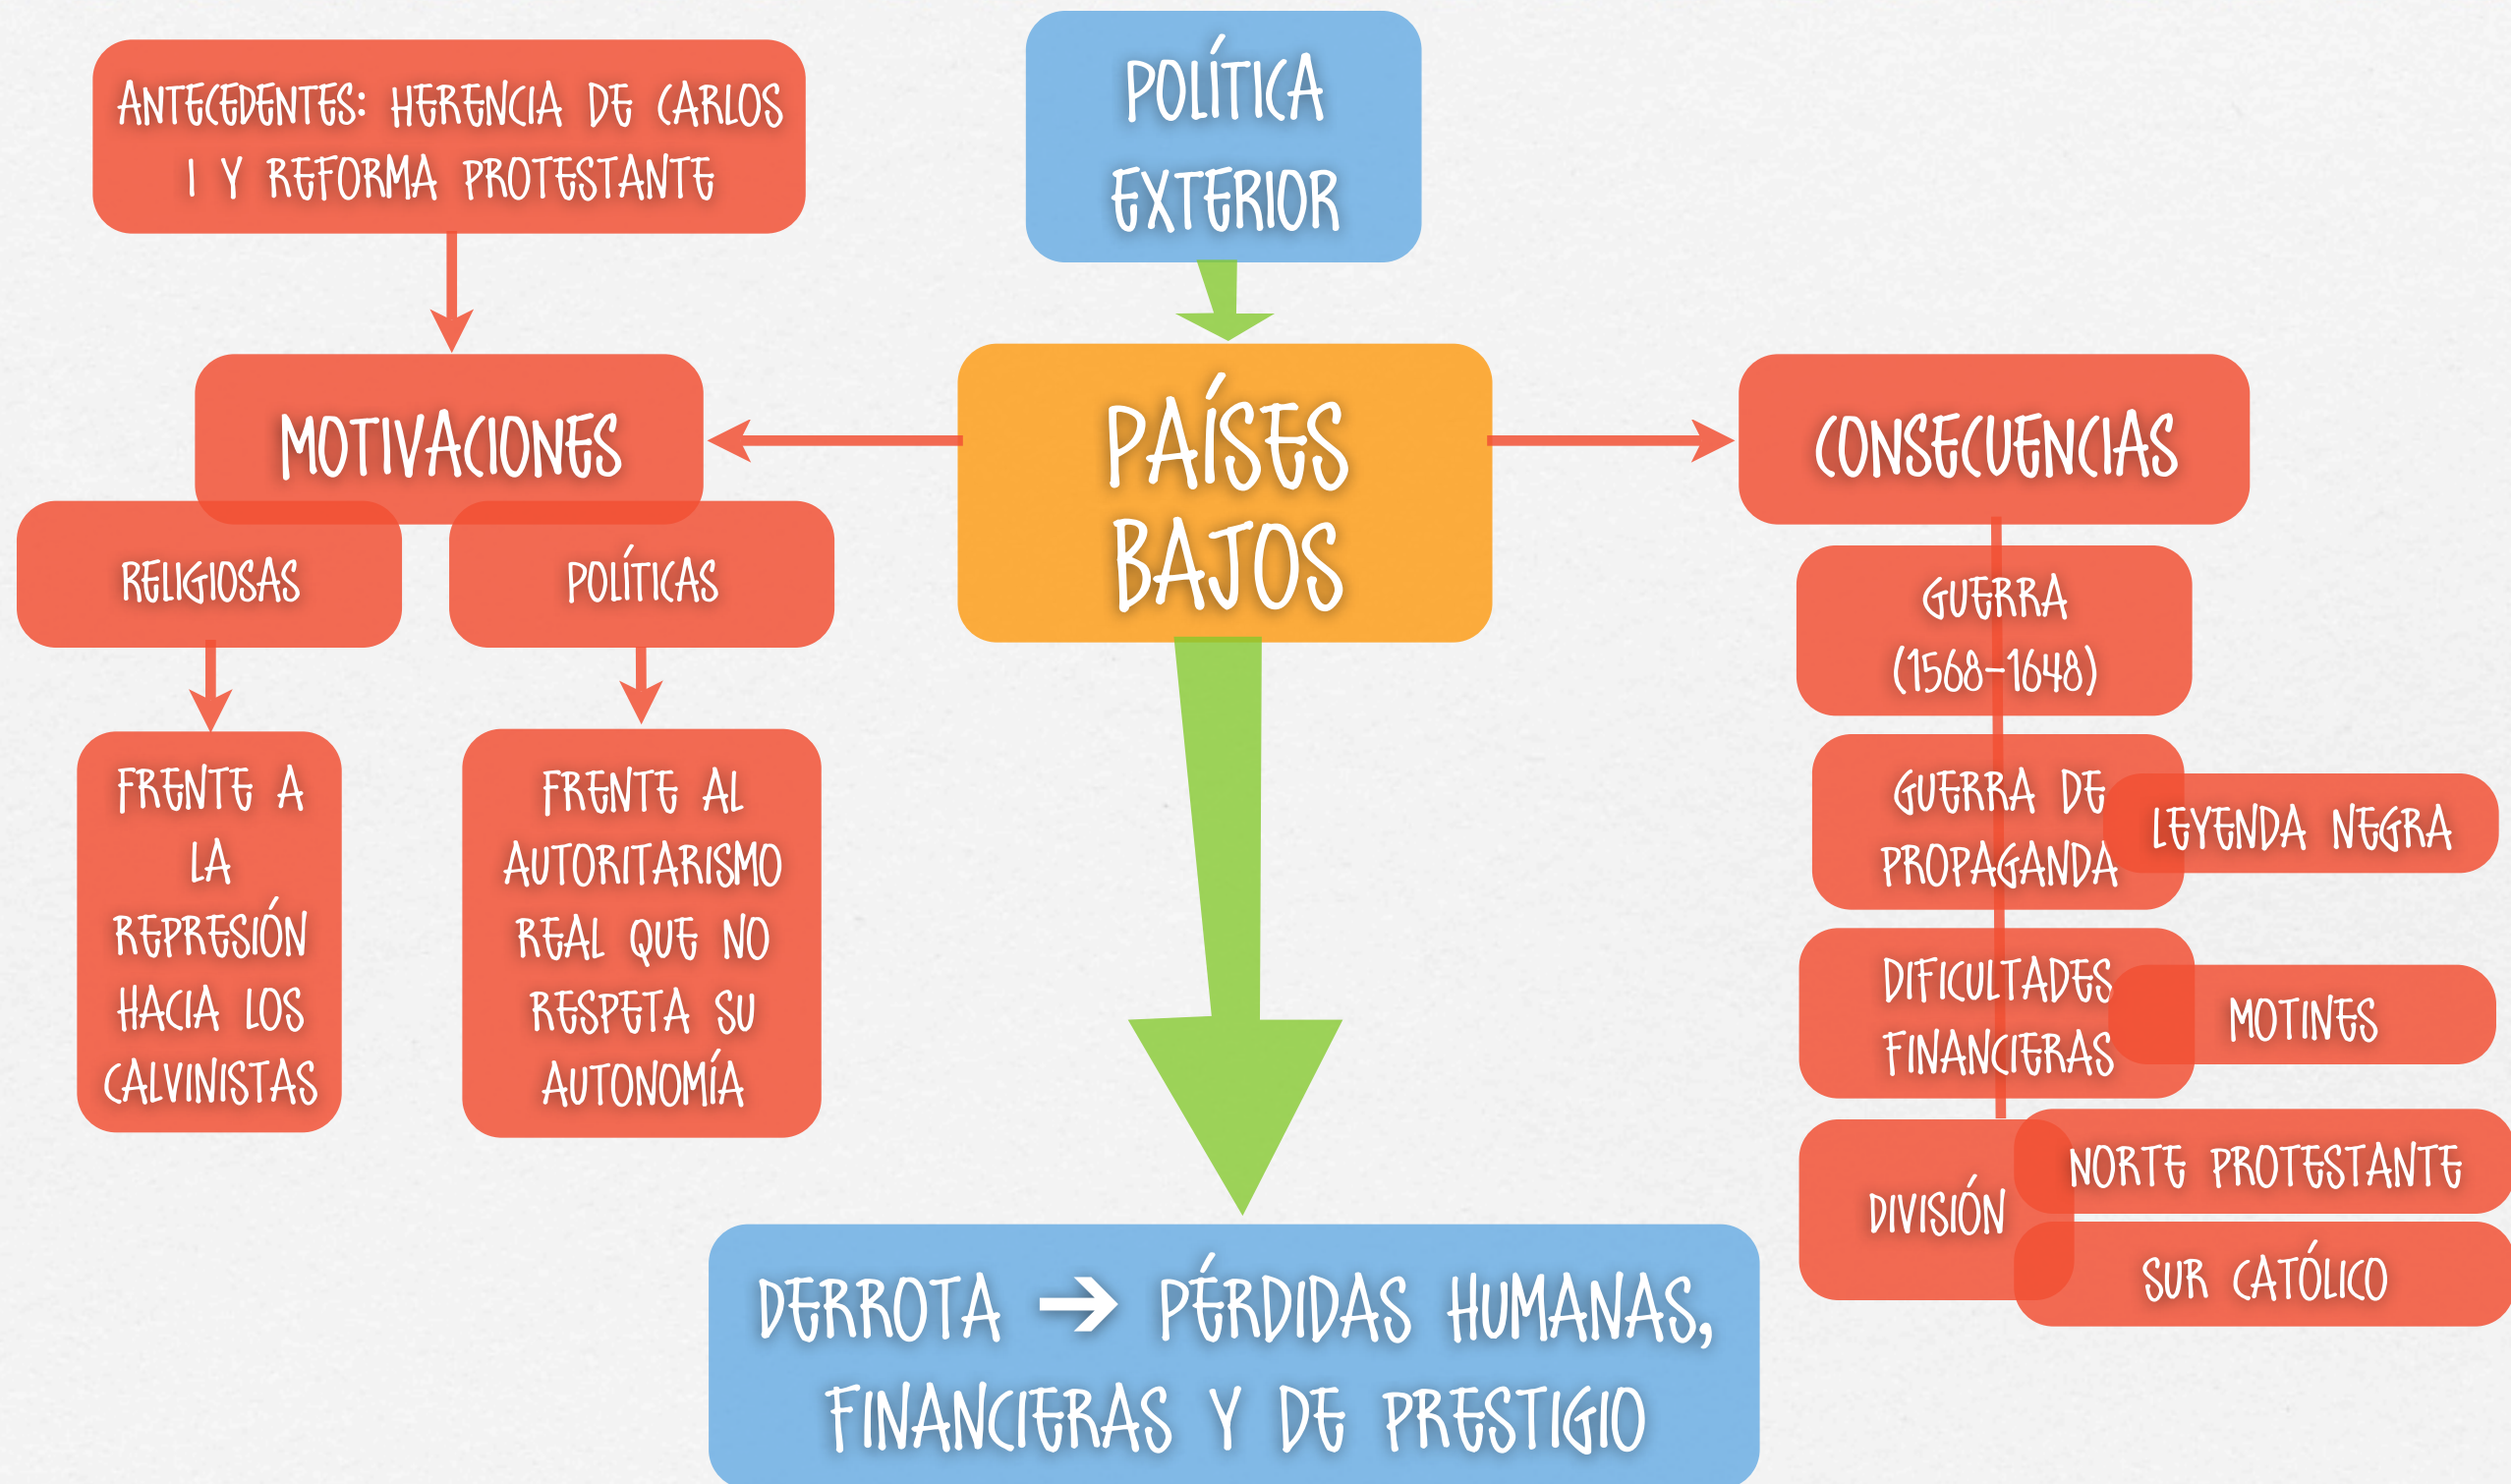 ANTECEDENTES: HERENCIA DE CARLOS
I Y REFORMA PROTESTANTE
POLÍTICA
EXTERIOR
MOTIVACIONES
RELIGIOSAS
POLÍTICAS
FRENTE A
LA
REPRESIÓN
HACIA LOS
CALVINISTAS
FRENTE AL
AUTORITARISMO
REAL QUE NO
RESPETA SU
AUTONOMÍA
PAÍSES
BAJOS
CONSECUENCIAS
GUERRA
(1568-1648)
GUERRA DE
PROPAGANDA
LEYENDA NEGRA
DIFICULTADES
FINANCIERAS
MOTINES
DIVISIÓN
NORTE PROTESTANTE
SUR CATÓLICO
DERROTA → PÉRDIDAS HUMANAS,
FINANCIERAS Y DE PRESTIGIO